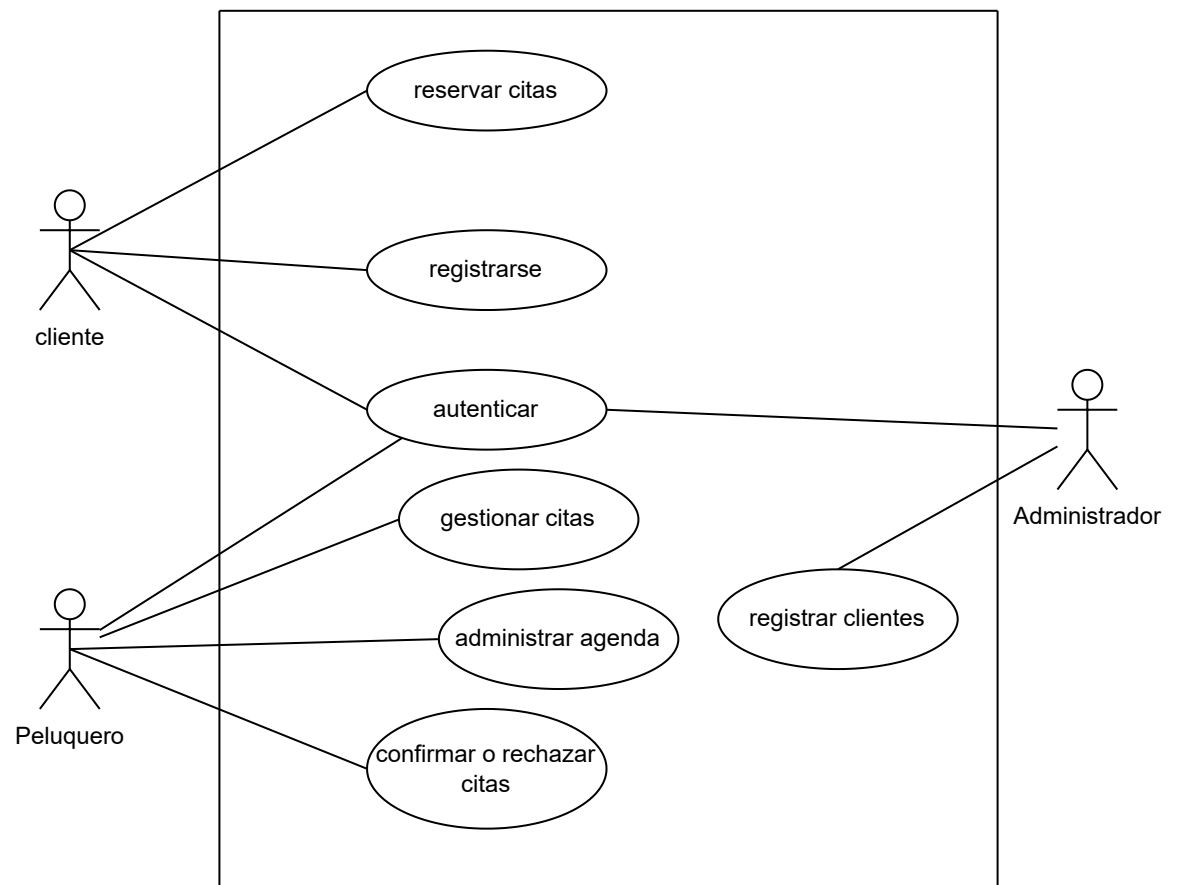 reservar citas
registrarse
cliente
autenticar
gestionar citas
Administrador
registrar clientes
administrar agenda
Peluquero
confirmar o rechazar
citas